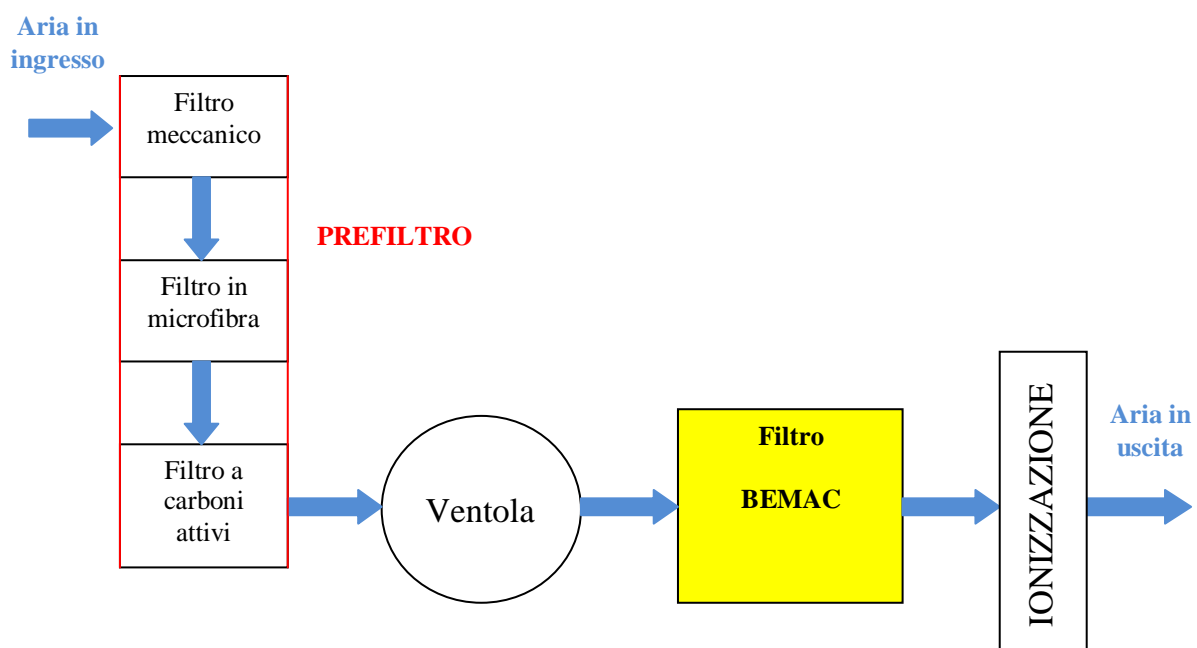 Aria in
ingresso
Filtro
meccanico
PREFILTRO
Filtro in
microfibra
Filtro a
carboni
attivi
Ventola
Filtro
BEMAC
IONIZZAZIONE
Aria in
uscita